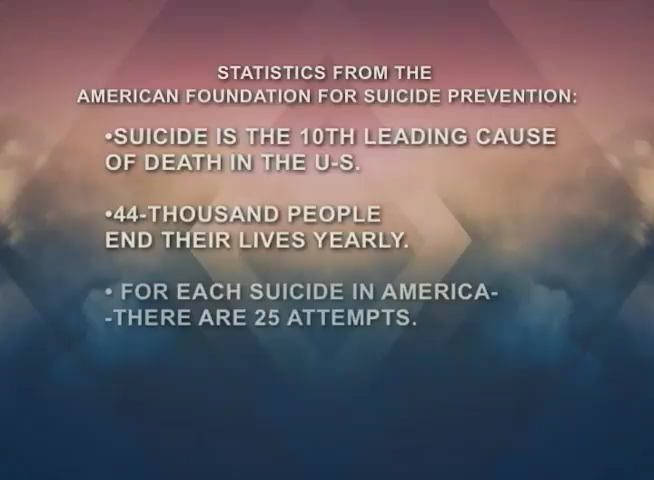 STATISTICS FROM THE
AMERICAN FOUNDATION FOR SUICIDE PREVENTION:
•SUICIDE IS THE 10TH LEADING CAUSE
OF DEATH IN THE U-S.
•44-THOUSAND PEOPLE
END THEIR LIVES YEARLY.
• FOR EACH SUICIDE IN AMERICA-
-THERE ARE 25 ATTEMPTS.